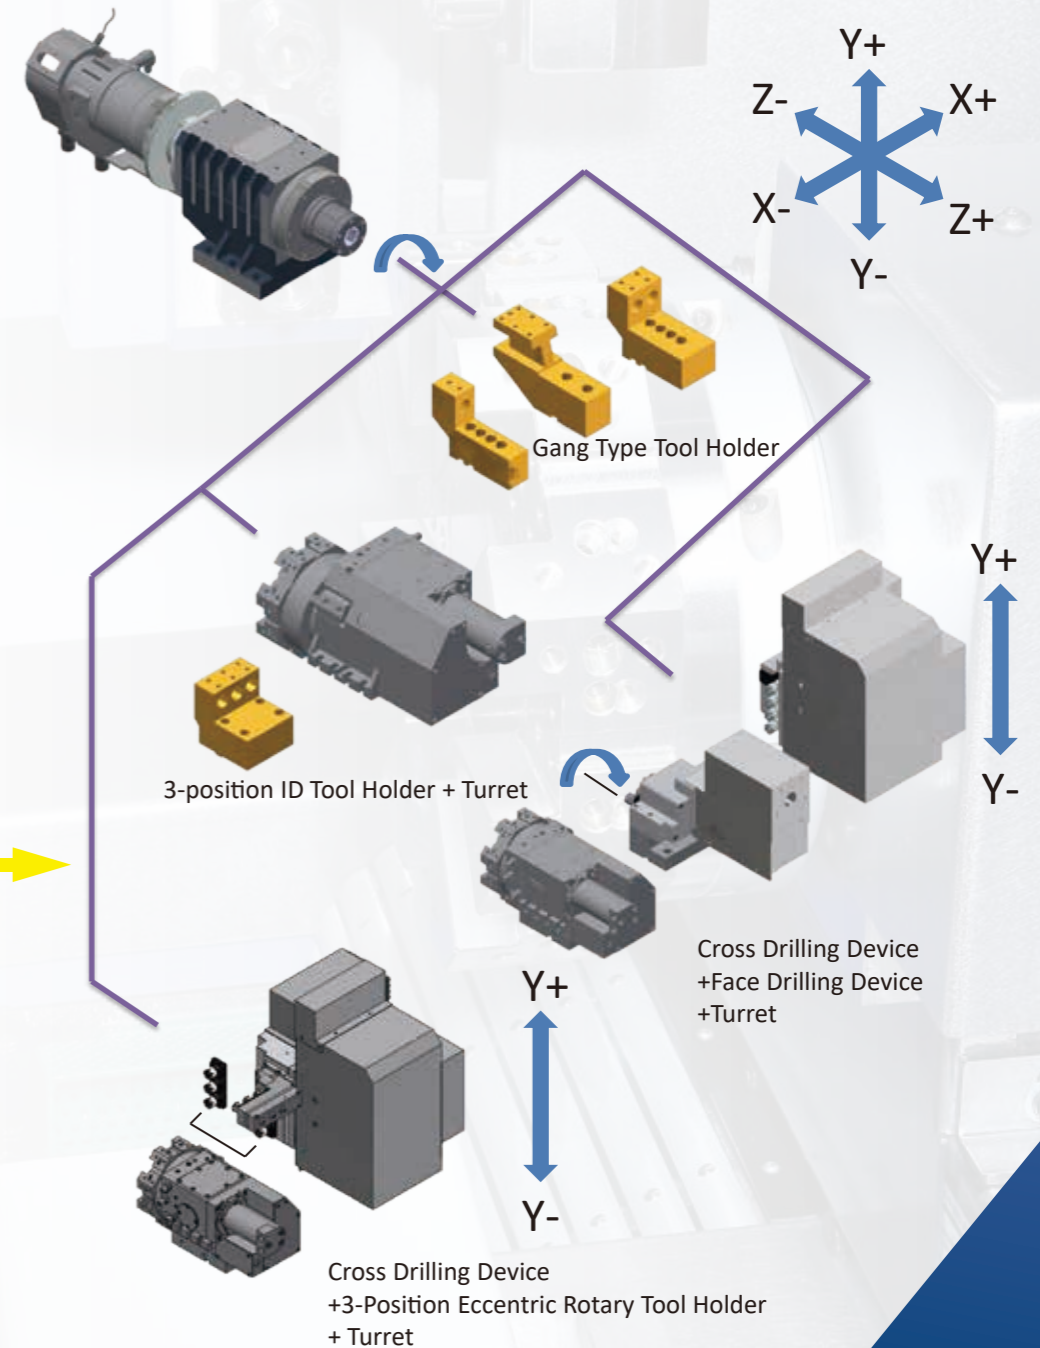 Y+
Z-
X+
X-
Z+
Y-
Gang Type Tool Holder
Y+
Y-
3-position ID Tool Holder + Turret
Cross Drilling Device
+Face Drilling Device
+Turret
Y+
Y-
Cross Drilling Device
+3-Position Eccentric Rotary Tool Holder
+ Turret